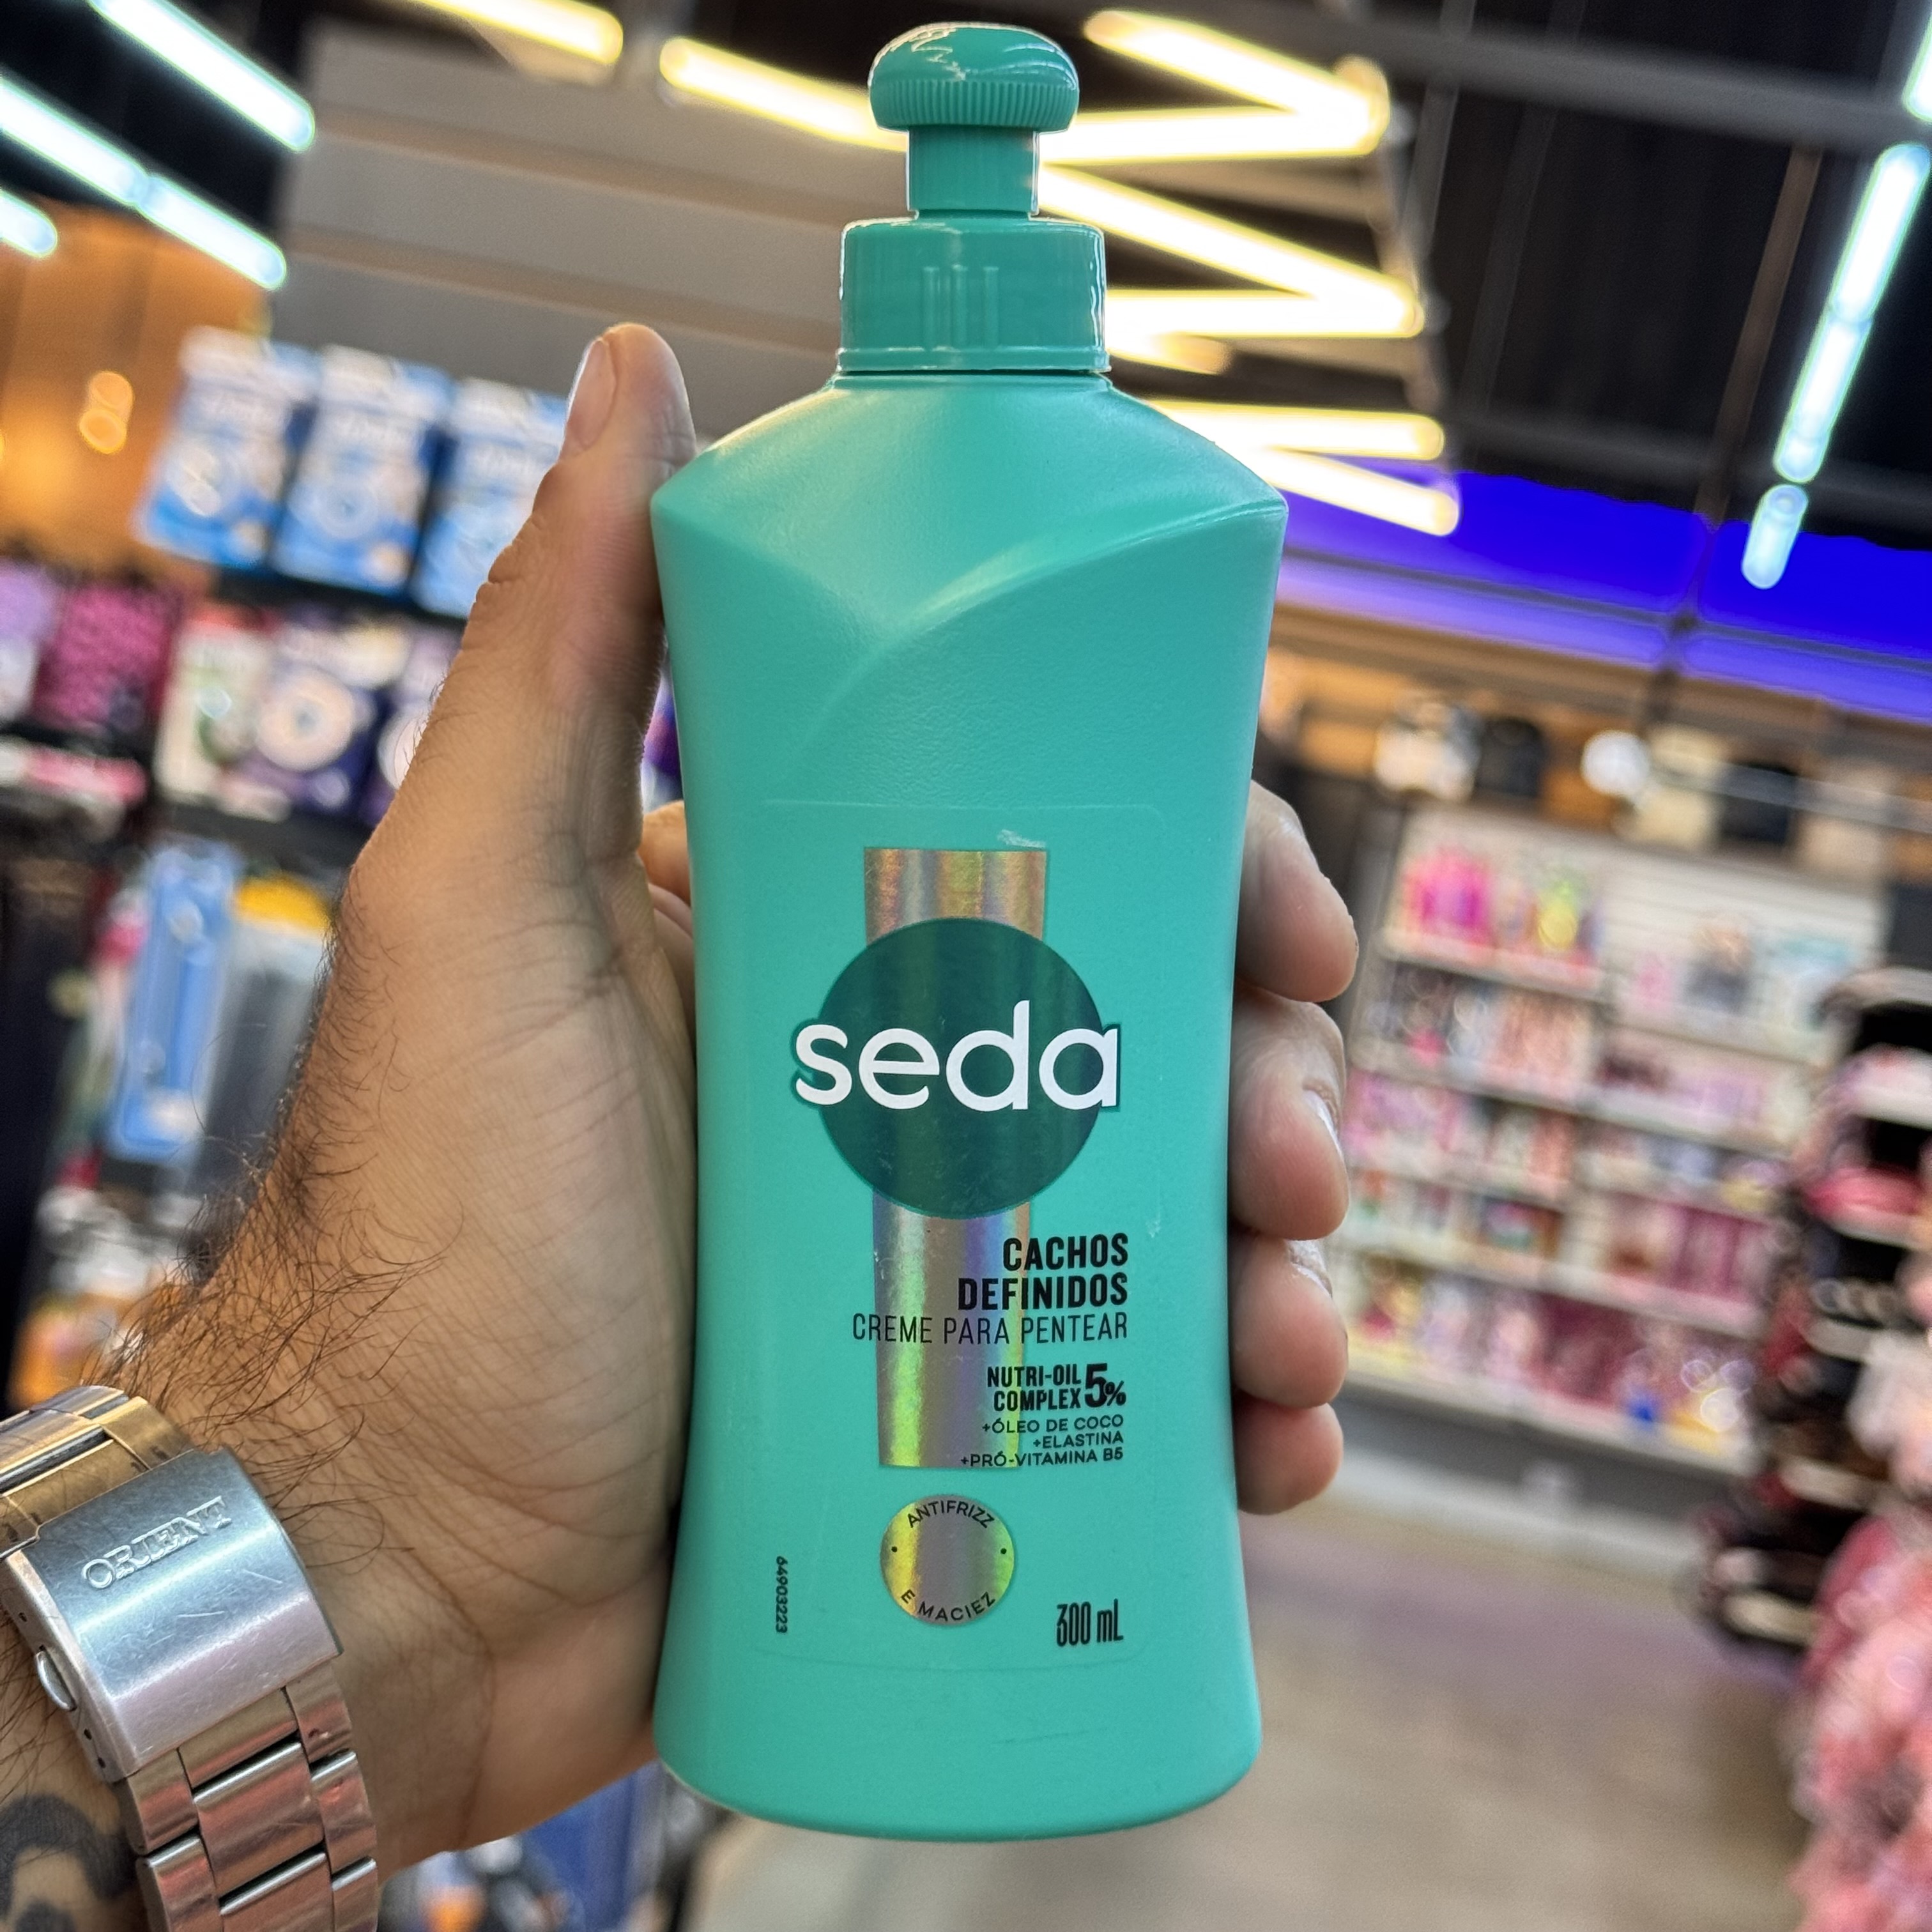 seda
CACHOS
DEFINIDOS
CREME PARA PENTEAR
NUTRI-OIL
COMPLEX 5%
+ÓLEO DE COCO
+ELASTINA
+PRÓ-VITAMINA B5
ANTIFRIZZ
E MACIEZ
64903223
300 mL
ORIENT